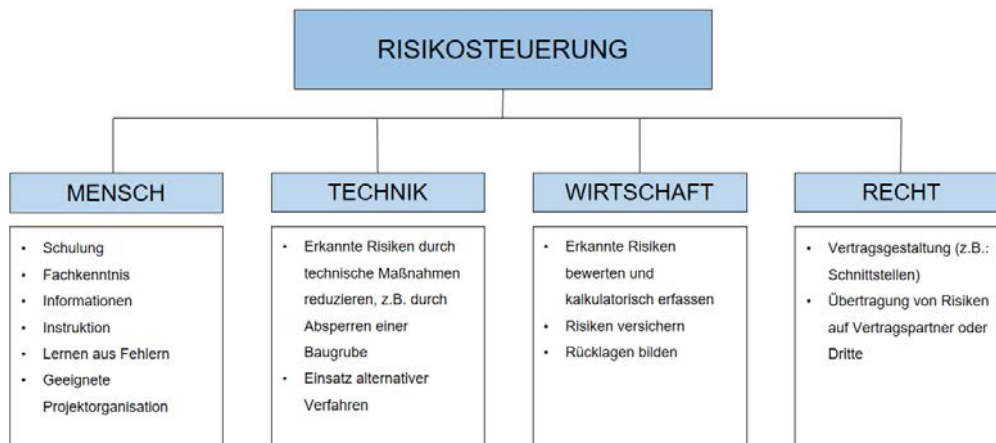 RISIKOSTEUERUNG
MENSCH
• Schulung
• Fachkenntnis
• Informationen
• Instruktion
• Lernen aus Fehlern
• Geeignete
Projektorganisation
TECHNIK
• Erkannte Risiken durch
technische Maßnahmen
reduzieren, z.B. durch
Absperren einer
Baugrube
• Einsatz alternativer
Verfahren
WIRTSCHAFT
• Erkannte Risiken
bewerten und
kalkulatorisch erfassen
• Risiken versichern
• Rücklagen bilden
RECHT
• Vertragsgestaltung (z.B.:
Schnittstellen)
• Übertragung von Risiken
auf Vertragspartner oder
Dritte